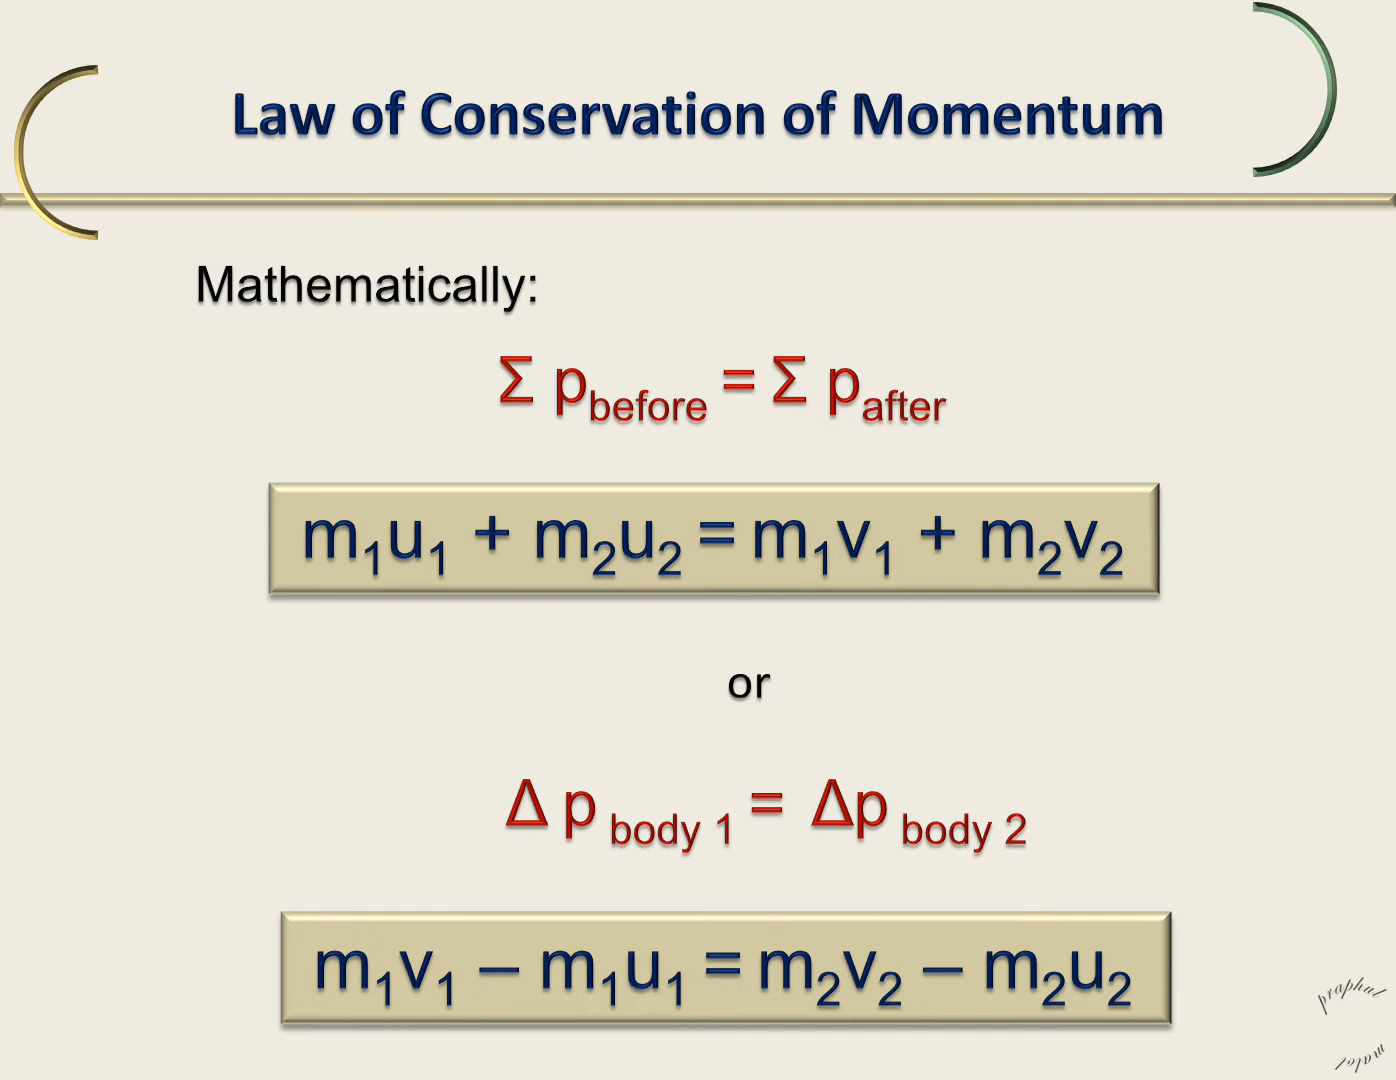 Law of Conservation of Momentum
Mathematically:
Σ p before = Σ p after
m₁u₁ + m₂u₂ = m₁v₁ + m₂v₂
or
Δ p body 1 = Δp body 2
m₁v₁ – m₁u₁ = m₂v₂ – m₂u₂
praphul